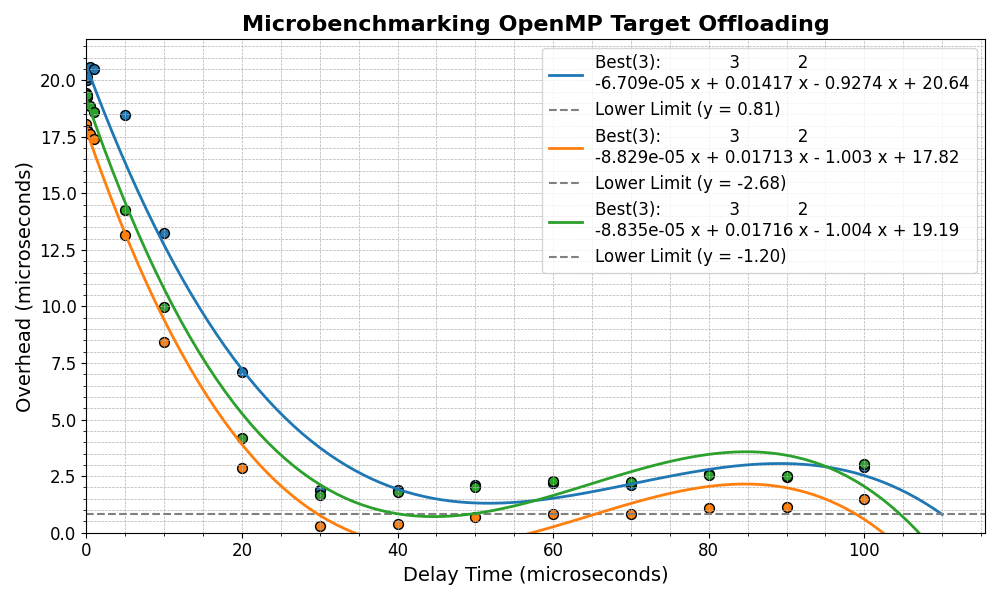 Microbenchmarking OpenMP Target Offloading
Overhead (microseconds)
20.0
17.5
15.0
12.5
10.0
7.5
5.0
2.5
0.0
Best(3): 3 2
-6.709e-05 x + 0.01417 x - 0.9274 x + 20.64
Lower Limit (y = 0.81)
Best(3): 3 2
-8.829e-05 x + 0.01713 x - 1.003 x + 17.82
Lower Limit (y = -2.68)
Best(3): 3 2
-8.835e-05 x + 0.01716 x - 1.004 x + 19.19
Lower Limit (y = -1.20)
0 20 40 60 80 100
Delay Time (microseconds)